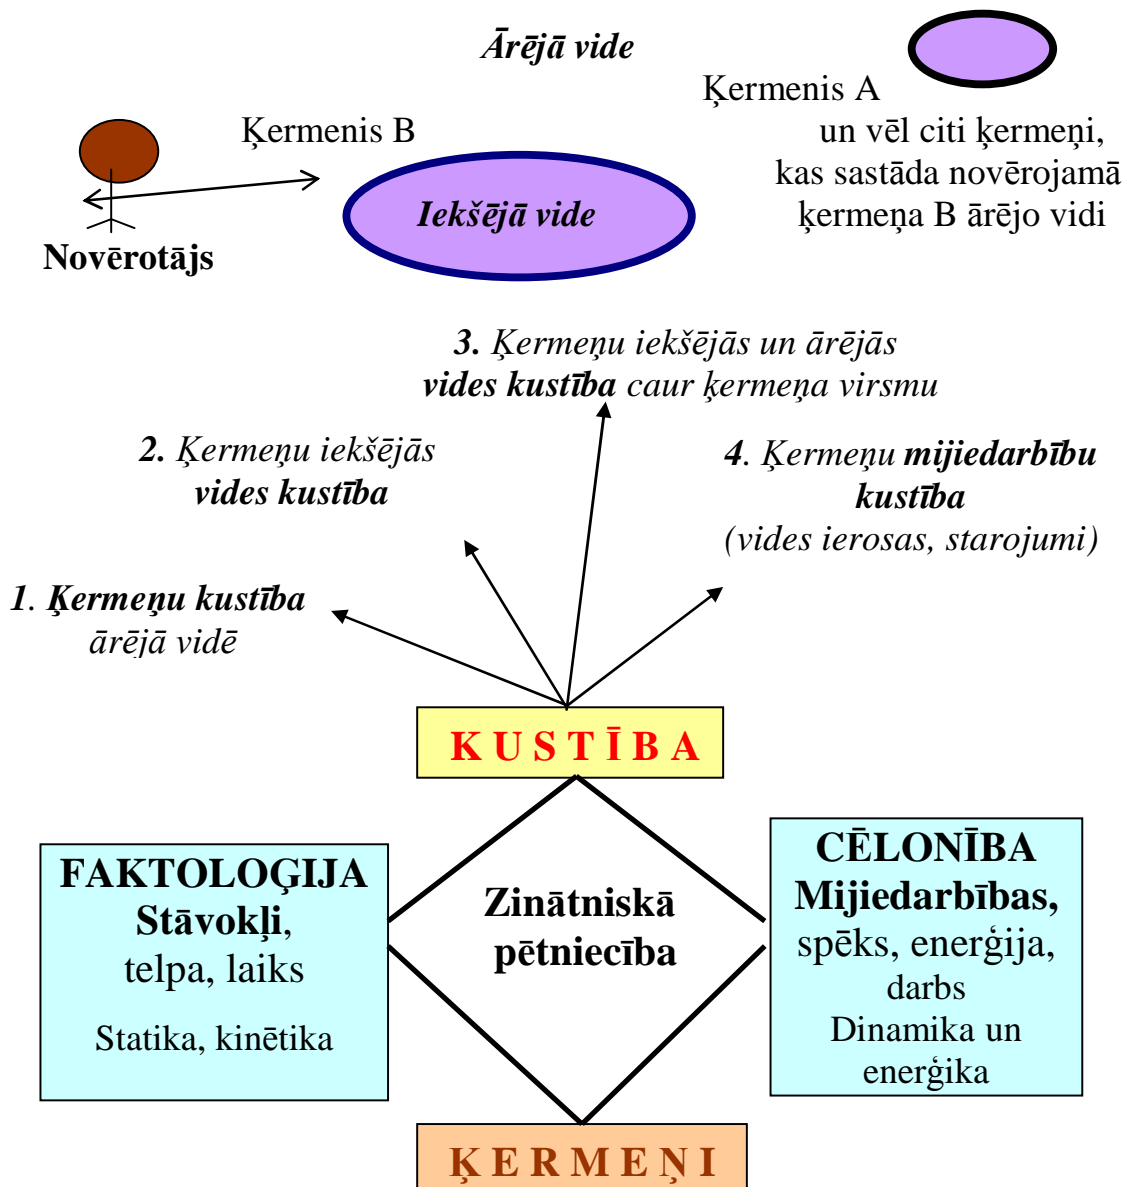 Ārējā vide
Ķermenis A
un vēl citi ķermeņi,
kas sastāda novērojamā
ķermeņa B ārējo vidi
Ķermenis B
Iekšējā vide
Novērotājs
3. Ķermeņu iekšējās un ārējās
vides kustība caur ķermeņa virsmu
2. Ķermeņu iekšējās
vides kustība
4. Ķermeņu mijiedarbību
kustība
(vides ierosas, starojumi)
1. Ķermeņu kustība
ārējā vidē
K U S T Ī B A
FAKTOLOĢIJA
Stāvokļi,
telpa, laiks
Statika, kinētika
Zinātniskā
pētniecība
CĒLONĪBA
Mijiedarbības,
spēks, enerģija,
darbs
Dinamika un
enerģika
Ķ E R M E Ņ I